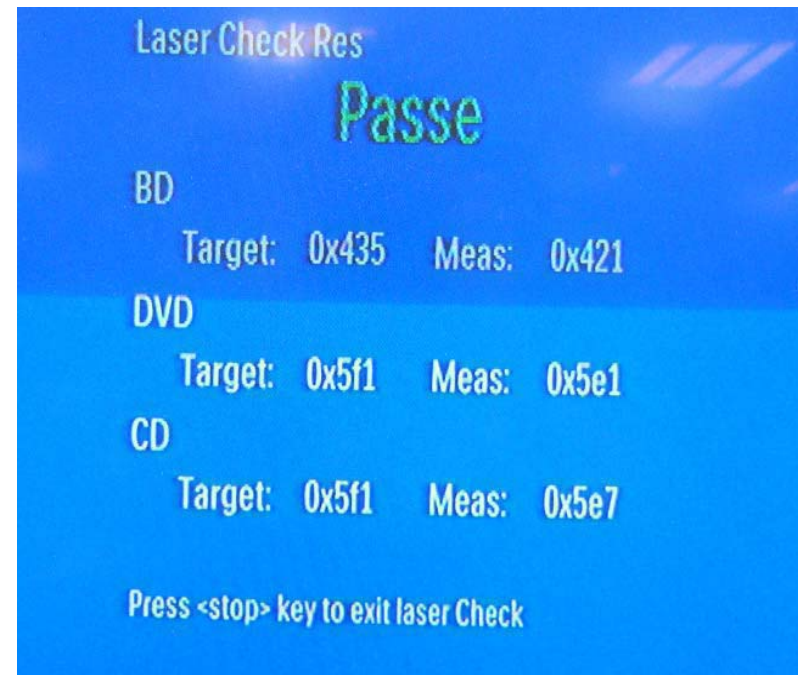 Laser Check Res
Passe
BD
Target: 0x435 Meas: 0x421
DVD
Target: 0x5f1 Meas: 0x5e1
CD
Target: 0x5f1 Meas: 0x5e7
Press <stop> key to exit laser Check